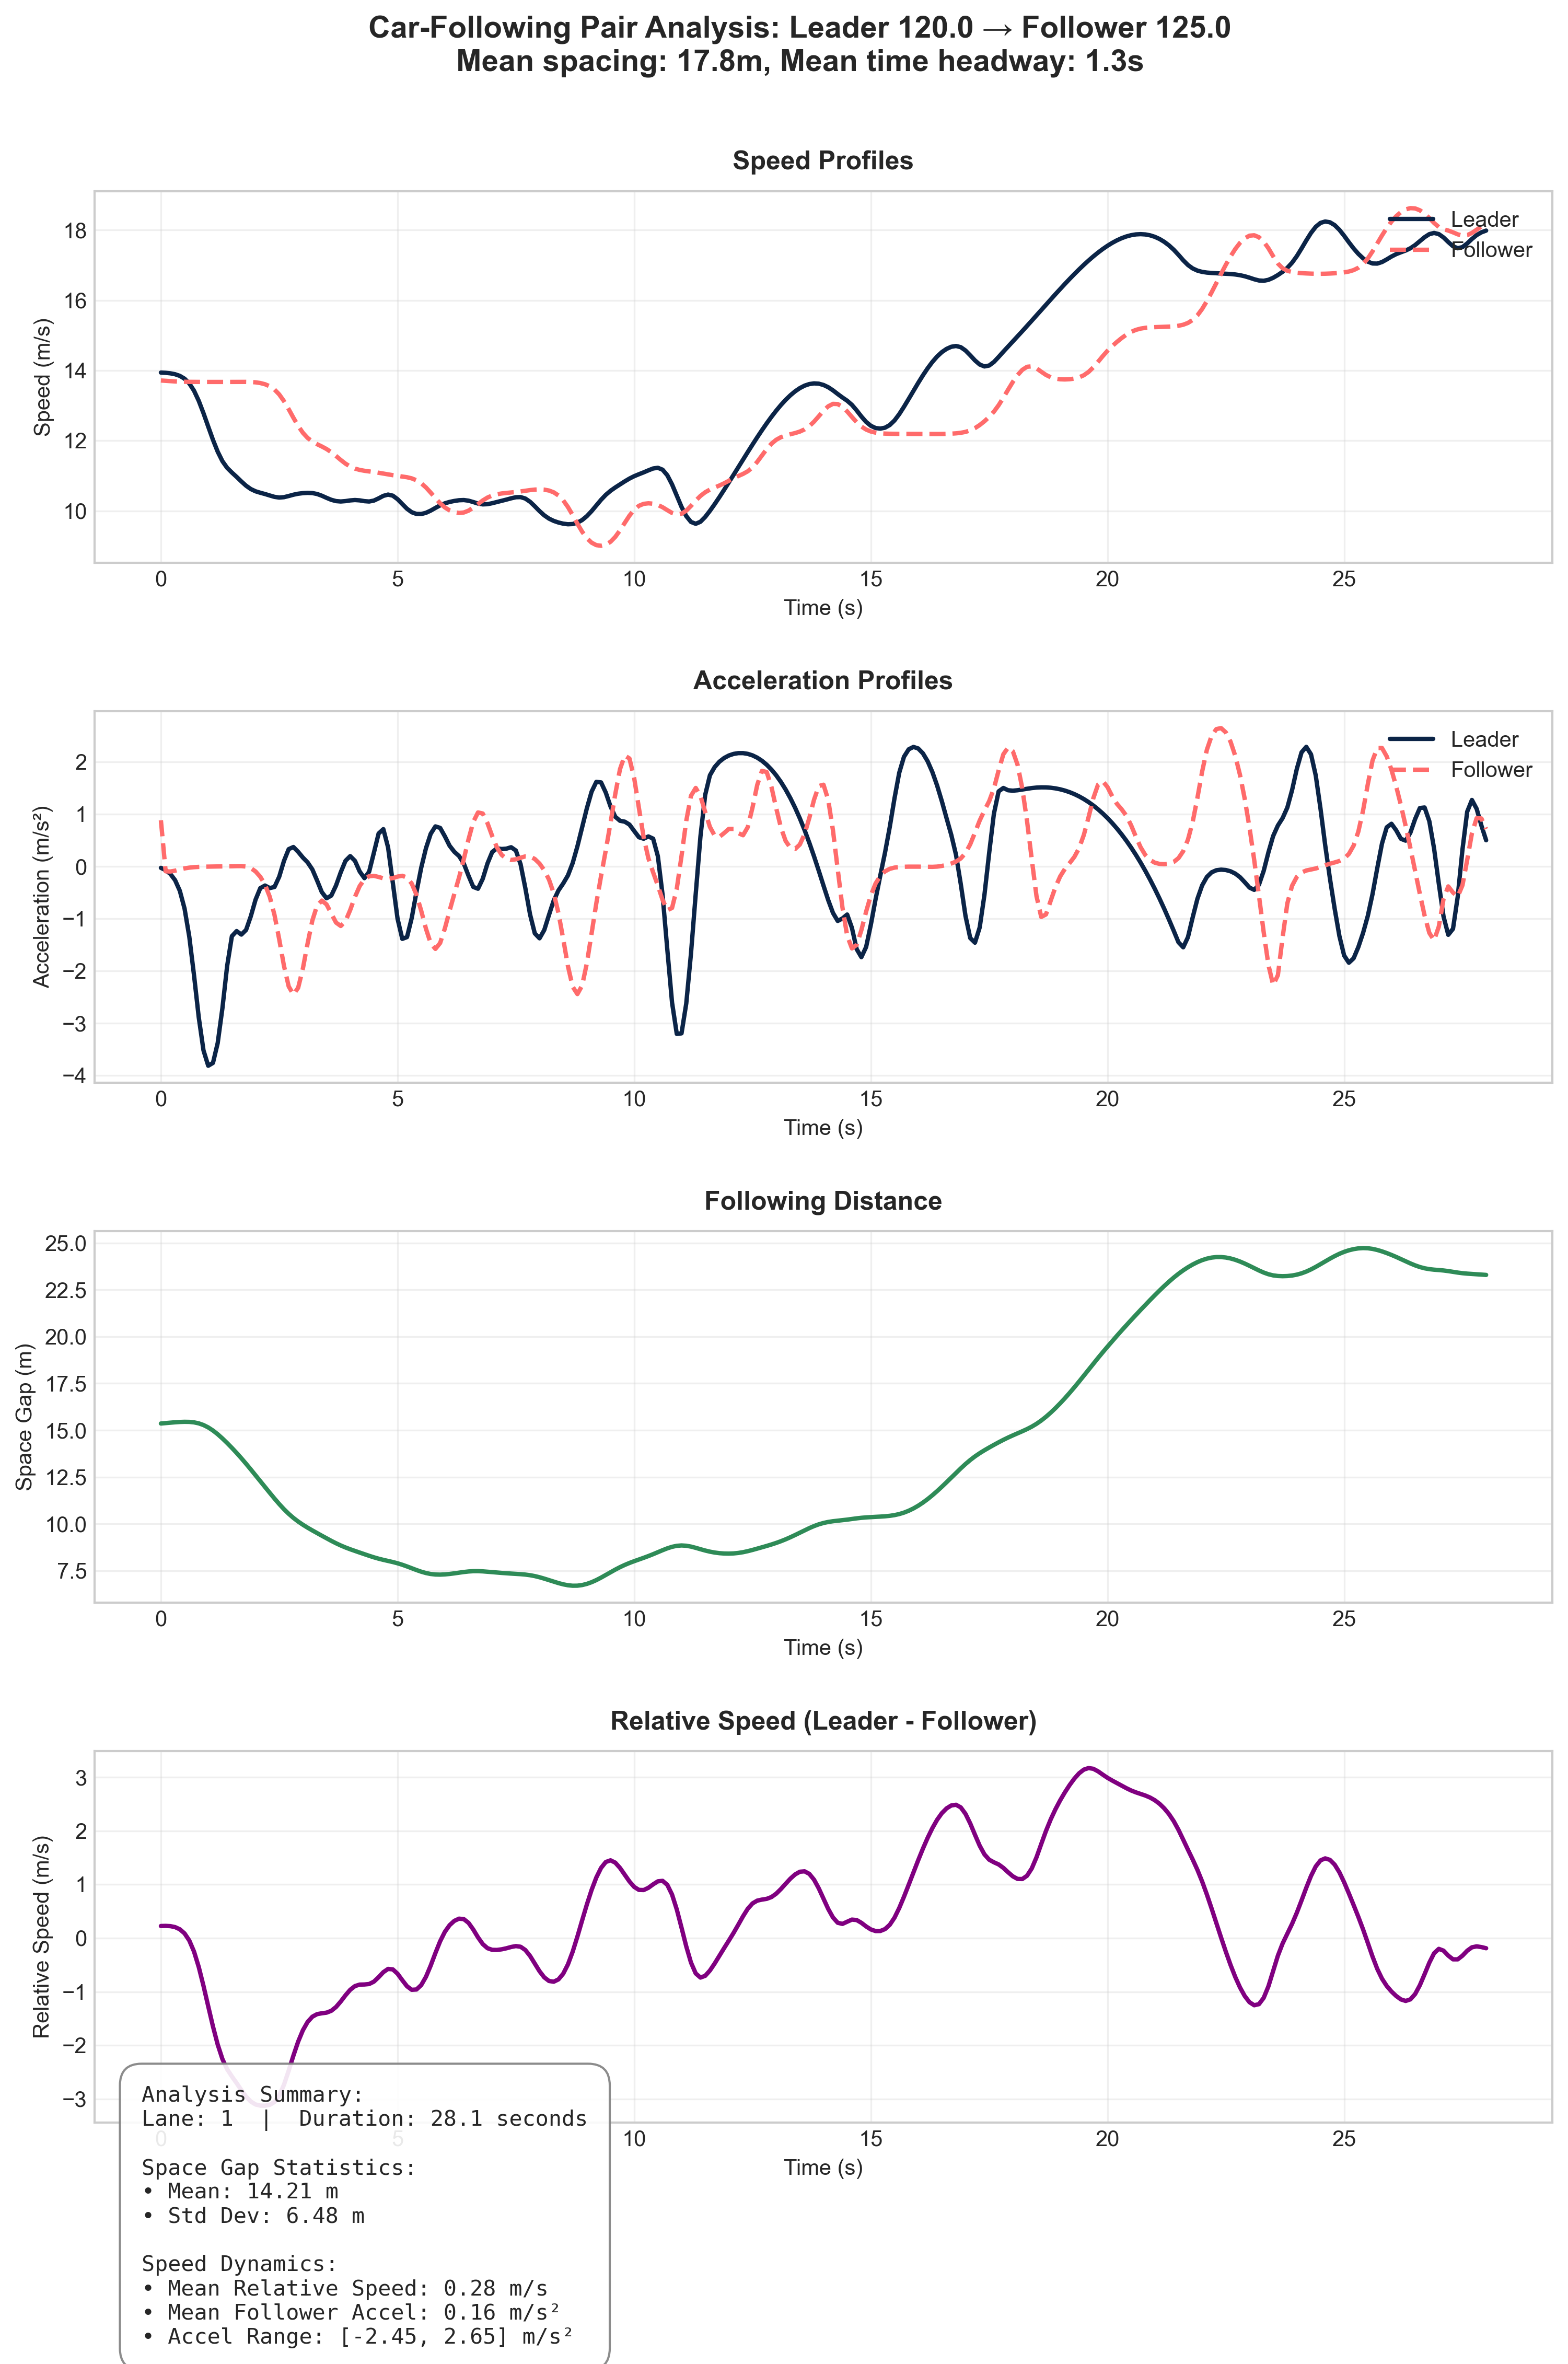 Car-Following Pair Analysis: Leader 120.0 → Follower 125.0
Mean spacing: 17.8m, Mean time headway: 1.3s
Speed Profiles
Speed (m/s)
18
16
14
12
10
Leader
Follower
0 5 10 15 20 25
Time (s)
Acceleration Profiles
Acceleration (m/s²)
2
1
0
−1
−2
−3
−4
Leader
Follower
0 5 10 15 20 25
Time (s)
Following Distance
Space Gap (m)
25.0
22.5
20.0
17.5
15.0
12.5
10.0
7.5
0 5 10 15 20 25
Time (s)
Relative Speed (Leader - Follower)
Relative Speed (m/s)
3
2
1
0
−1
−2
−3
0 5 10 15 20 25
Time (s)
Analysis Summary:
Lane: 1 | Duration: 28.1 seconds
Space Gap Statistics:
• Mean: 14.21 m
• Std Dev: 6.48 m
Speed Dynamics:
• Mean Relative Speed: 0.28 m/s
• Mean Follower Accel: 0.16 m/s²
• Accel Range: [-2.45, 2.65] m/s²